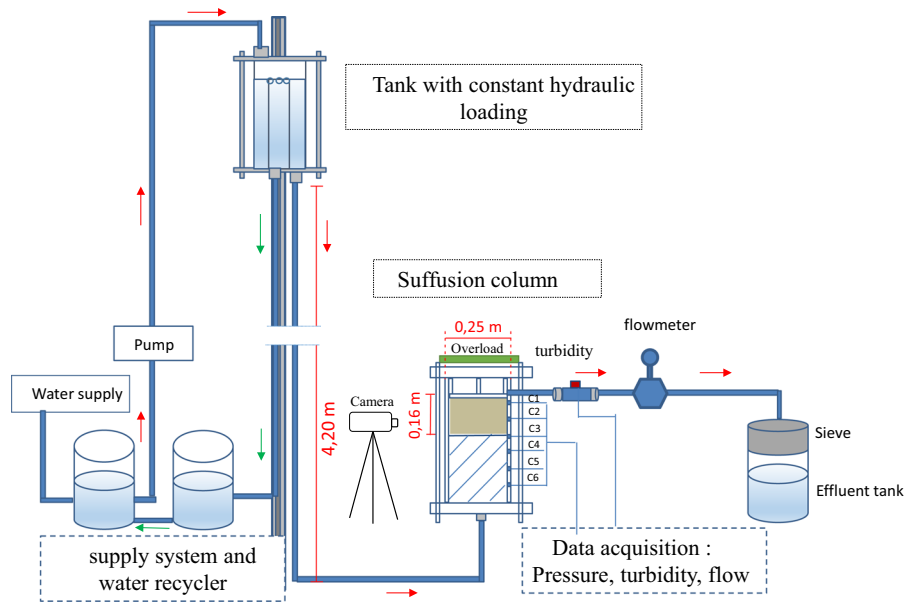 Tank with constant hydraulic
loading
Suffusion column
0,25 m
flowmeter
Overload
turbidity
Pump
Water supply
Camera
4,20 m
0,16 m
C1
C2
C3
C4
C5
C6
Sieve
Effluent tank
supply system and
water recycler
Data acquisition :
Pressure, turbidity, flow